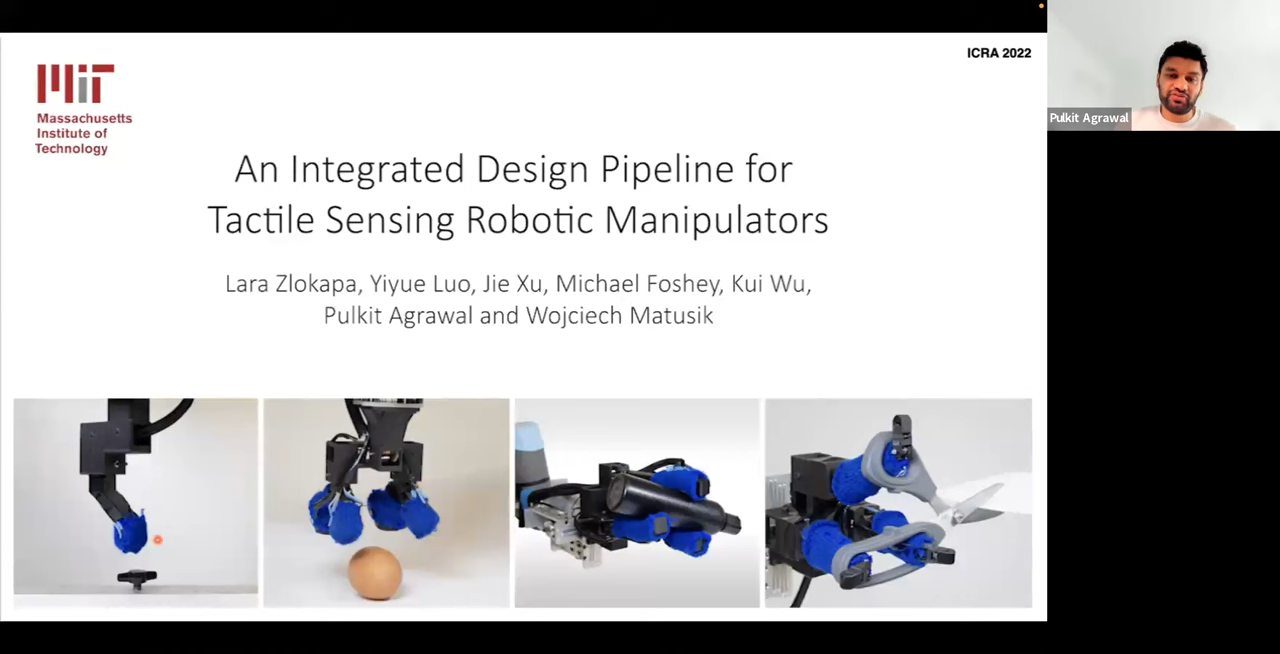 ICRA 2022
MIT
Massachusetts
Institute of
Technology
An Integrated Design Pipeline for
Tactile Sensing Robotic Manipulators
Lara Zlokapa, Yiyue Luo, Jie Xu, Michael Foshey, Kui Wu,
Pulkit Agrawal and Wojciech Matusik
Pulkit Agrawal